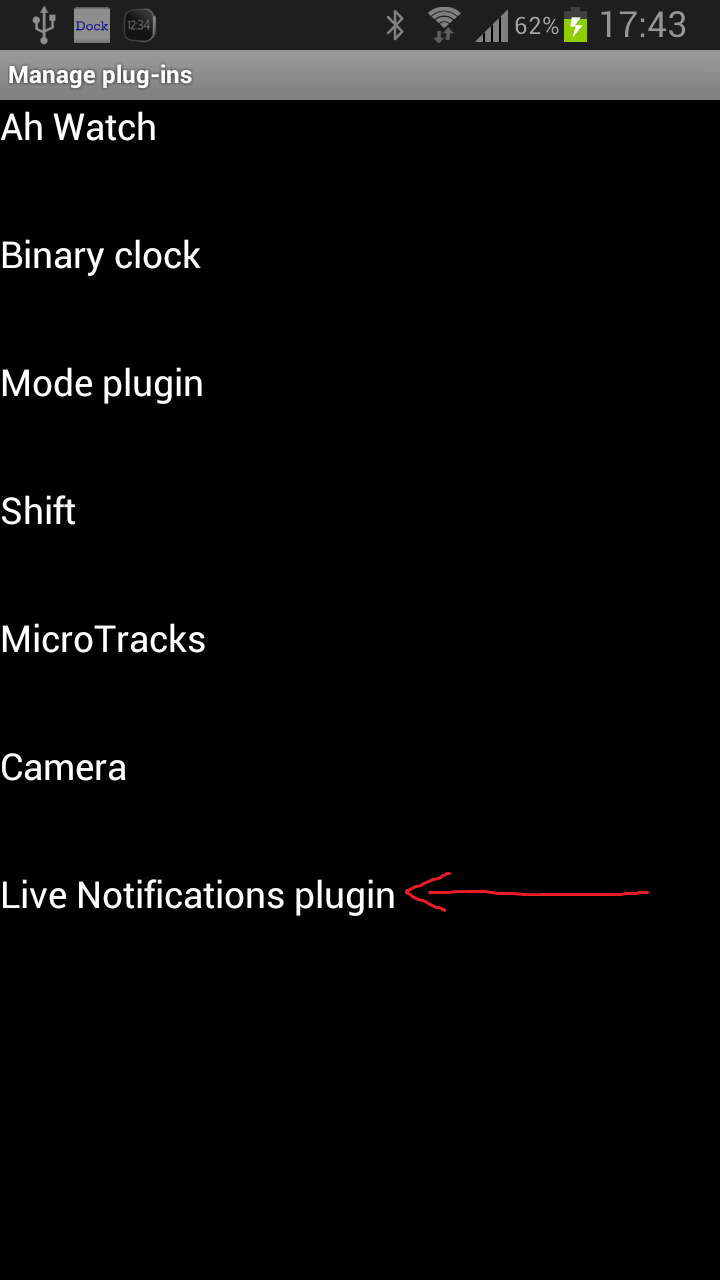 Dock
12:34
62%
17:43
Manage plug-ins
Ah Watch
Binary clock
Mode plugin
Shift
MicroTracks
Camera
Live Notifications plugin